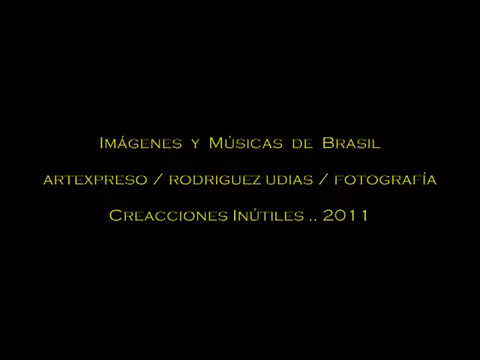 Imágenes y Músicas de Brasil
artexpreso / rodriguez udias / fotografía
Creacciones Inútiles .. 2011